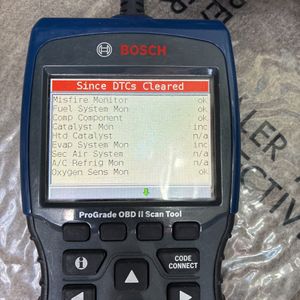 BOSCH
Since DTCs Cleared
Misfire Monitor ok
Fuel System Mon ok
Comp Component ok
Catalyst Mon inc
Htd Catalyst n/a
Evap System Mon inc
Sec Air System n/a
A/C Refrig Mon n/a
Oxygen Sens Mon ok
ProGrade OBD II Scan Tool
CODE
CONNECT